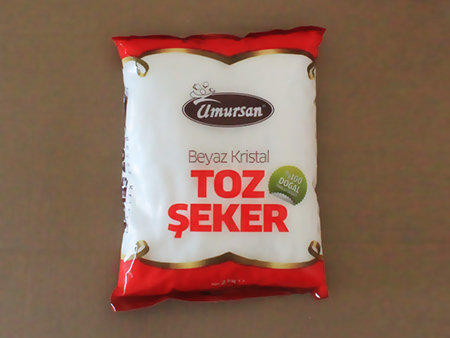 Umursan
Beyaz Kristal
TOZ
ŞEKER
%100
DOĞAL